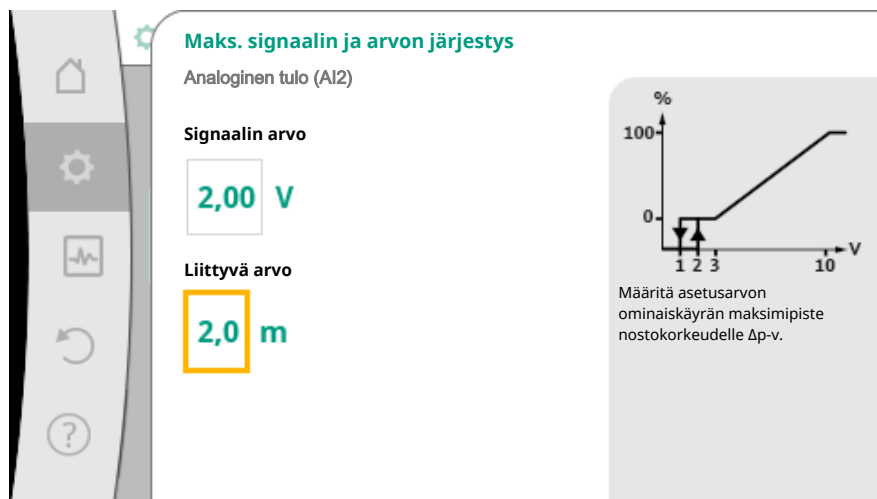 Maks. signaalin ja arvon järjestys
Analoginen tulo (AI2)
Signaalin arvo
2,00 V
Liittyvä arvo
2,0 m
%
100
0
1 2 3 10 V
Määritä asetusarvon
ominaiskäyrän maksimipiste
nostokorkeudelle Δp-v.
?